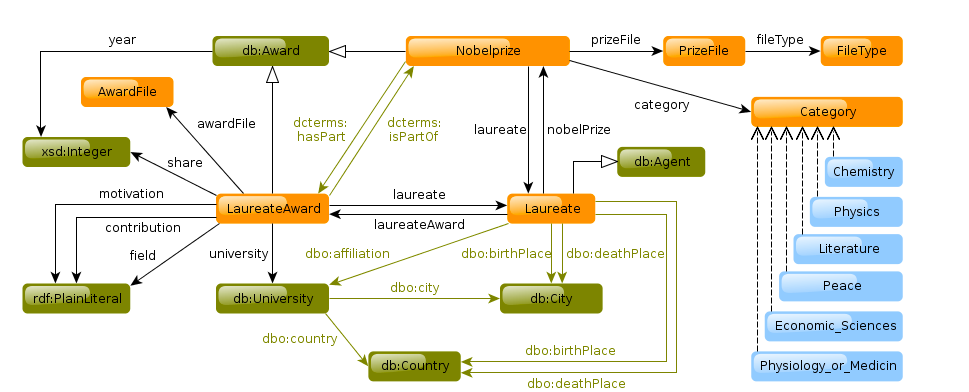 year
db:Award
Nobelprize
prizeFile
PrizeFile
fileType
FileType
AwardFile
category
Category
awardFile
dcterms:
hasPart
dcterms:
isPartOf
laureate
nobelPrize
xsd:Integer
share
db:Agent
Chemistry
motivation
LaureateAward
laureate
Laureate
Physics
contribution
laureateAward
field
university
dbo:affiliation
dbo:birthPlace
dbo:deathPlace
Literature
rdf:PlainLiteral
db:University
dbo:city
db:City
Peace
dbo:country
Economic_Sciences
dbo:birthPlace
db:Country
Physiology_or_Medicin
dbo:deathPlace